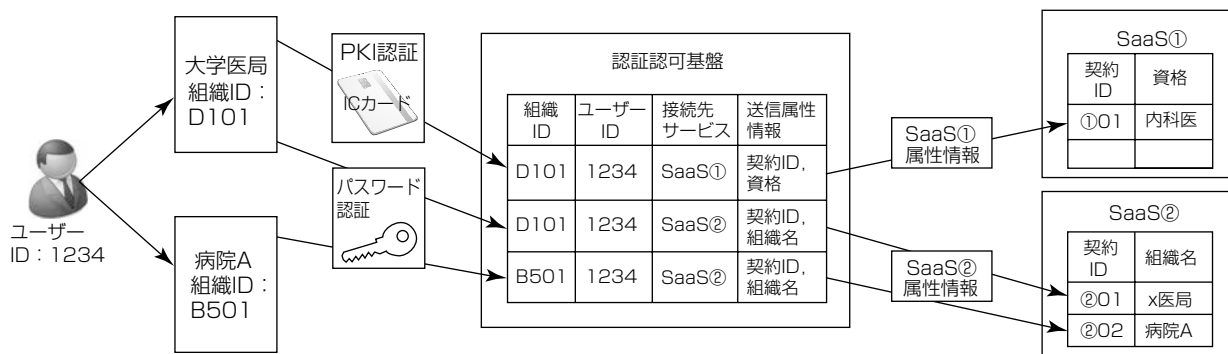 ユーザー
ID：1234
大学医局
組織ID：
D101
病院A
組織ID：
B501
PKI認証
ICカード
パスワード
認証
認証認可基盤
組織
ID
ユーザー
ID
接続先
サービス
送信属性
情報
D101
1234
SaaS①
契約ID,
資格
D101
1234
SaaS②
契約ID,
組織名
B501
1234
SaaS②
契約ID,
組織名
SaaS①
属性情報
SaaS②
属性情報
SaaS①
契約
ID
資格
①01
内科医
SaaS②
契約
ID
組織名
②01
x医局
②02
病院A